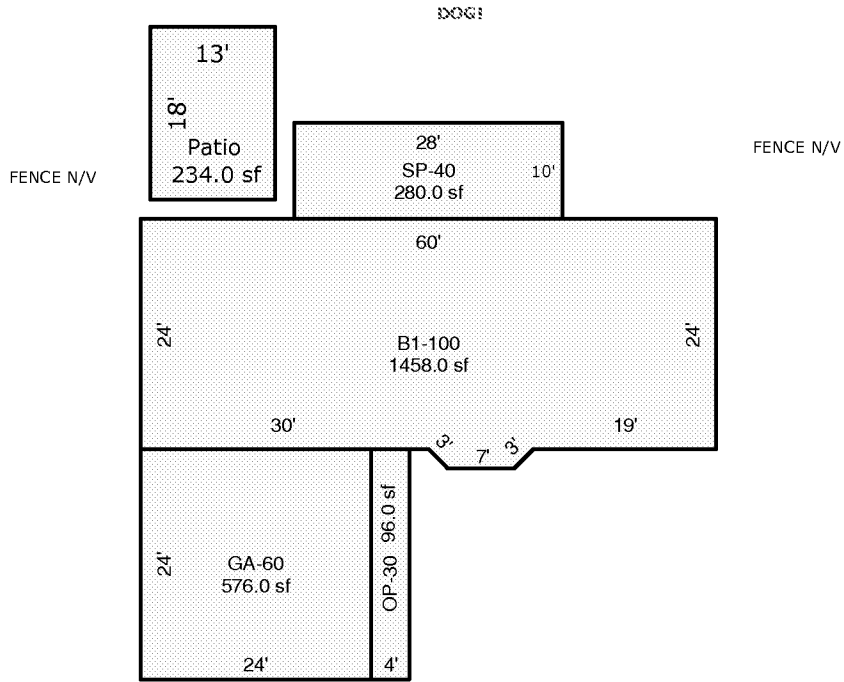 DOG!
13'
18'
Patio
234.0 sf
FENCE N/V
28'
SP-40
280.0 sf
10'
FENCE N/V
60'
24'
B1-100
1458.0 sf
24'
30'
3'
7'
3'
19'
24'
GA-60
576.0 sf
24'
OP-30 96.0 sf
4'